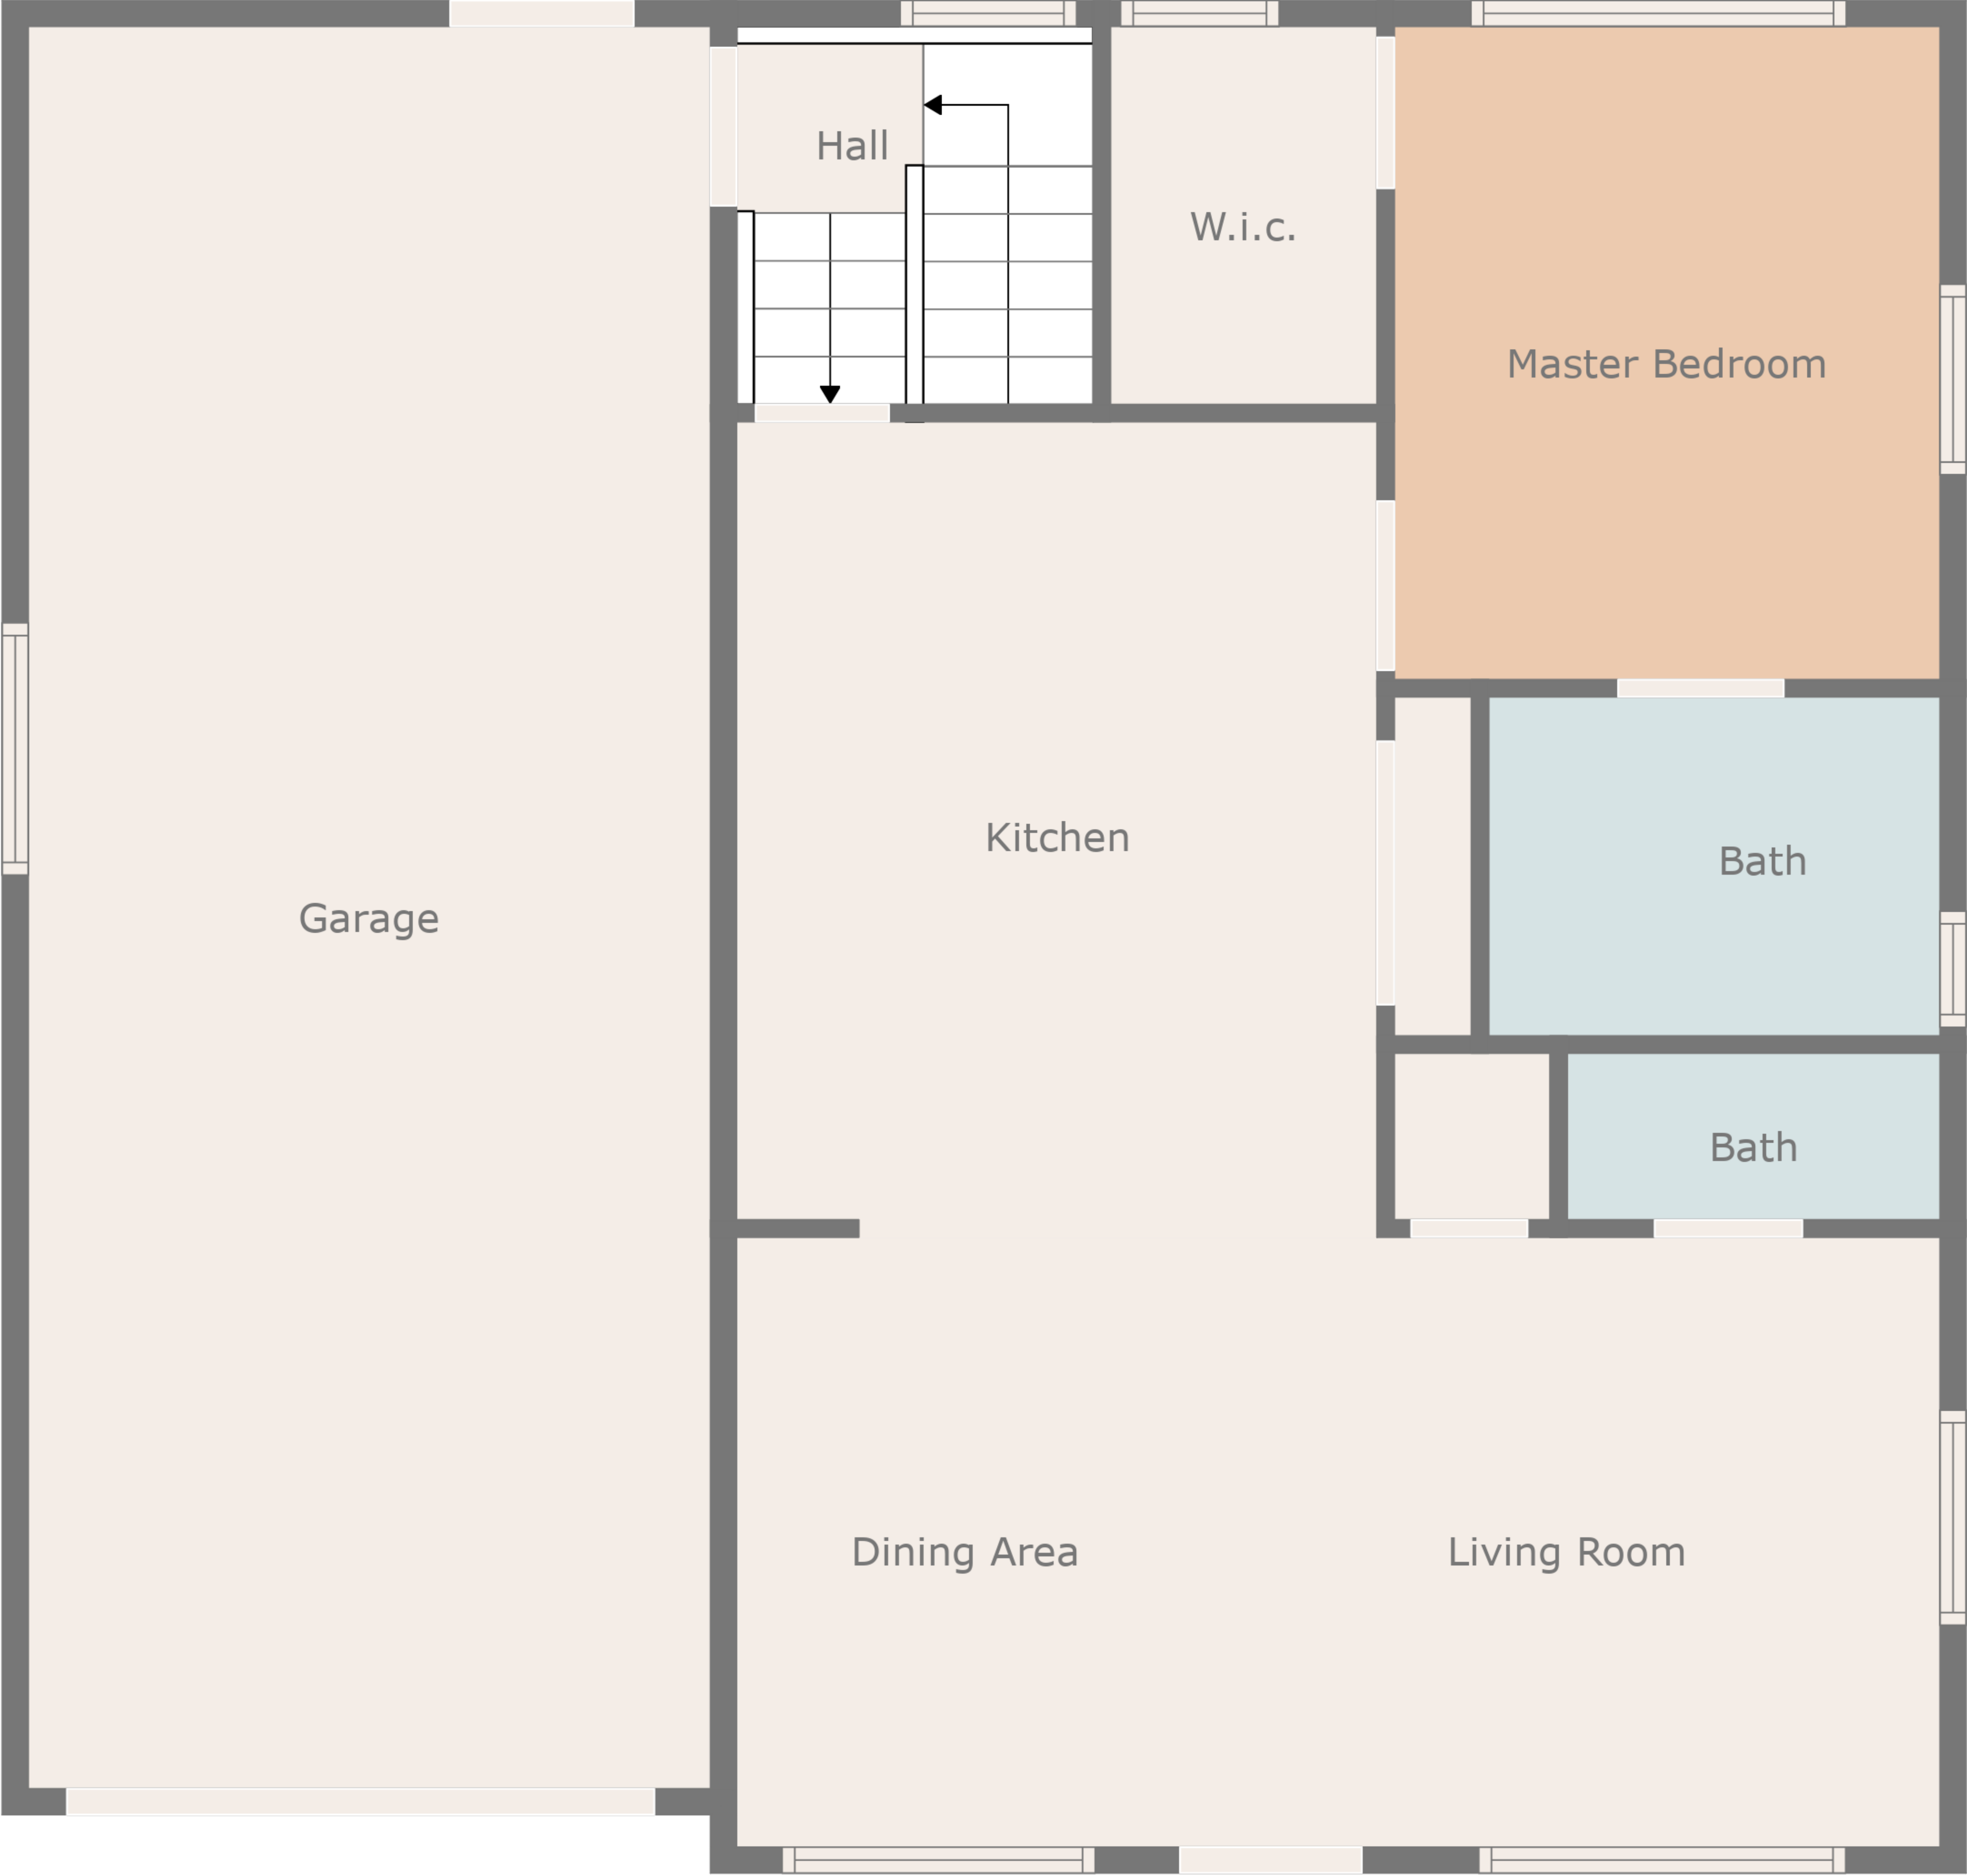 Hall
W.i.c.
Master Bedroom
Kitchen
Bath
Garage
Bath
Dining Area
Living Room